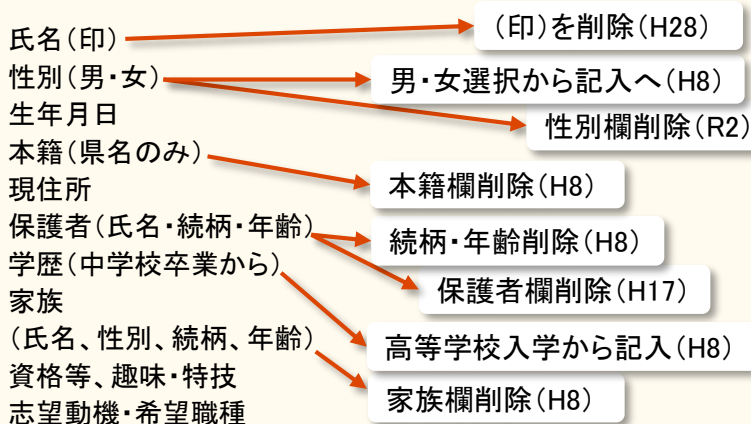 氏名(印)
(印)を削除(H28)
性別(男・女)
男・女選択から記入へ(H8)
生年月日
性別欄削除(R2)
本籍(県名のみ)
本籍欄削除(H8)
現住所
保護者(氏名・続柄・年齢)
続柄・年齢削除(H8)
学歴(中学校卒業から)
保護者欄削除(H17)
家族
(氏名、性別、続柄、年齢)
高等学校入学から記入(H8)
資格等、趣味・特技
家族欄削除(H8)
志望動機・希望職種